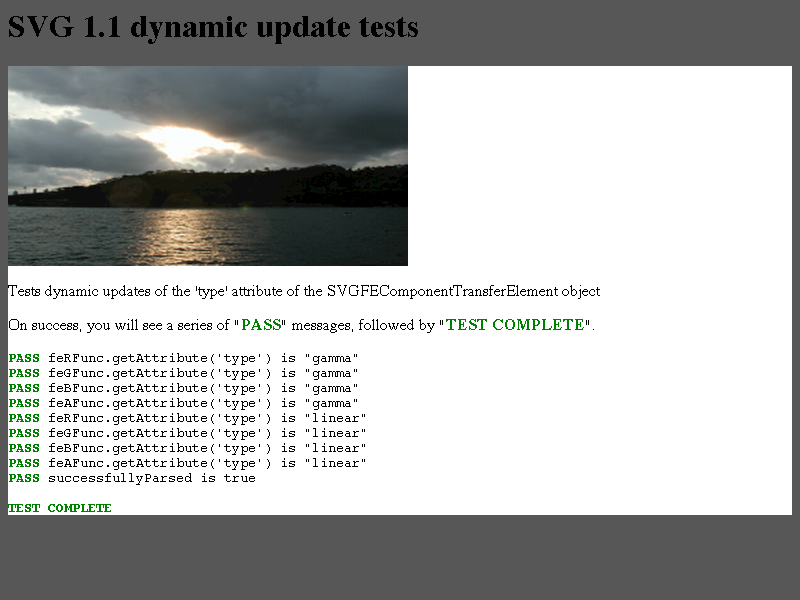 SVG 1.1 dynamic update tests
Tests dynamic updates of the 'type' attribute of the SVGFEComponentTransferElement object
On success, you will see a series of "PASS" messages, followed by "TEST COMPLETE".
PASS feRFunc.getAttribute('type') is "gamma"
PASS feGFunc.getAttribute('type') is "gamma"
PASS feBFunc.getAttribute('type') is "gamma"
PASS feAFunc.getAttribute('type') is "gamma"
PASS feRFunc.getAttribute('type') is "linear"
PASS feGFunc.getAttribute('type') is "linear"
PASS feBFunc.getAttribute('type') is "linear"
PASS feAFunc.getAttribute('type') is "linear"
PASS successfullyParsed is true
TEST COMPLETE